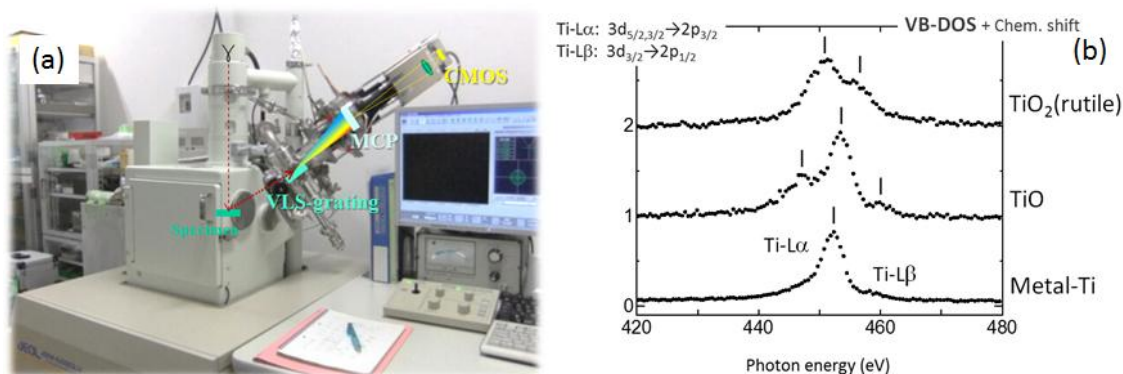 (a)
CMOS
MCP
VLS-grating
Specimen
JEOL
Ti-Lα: 3d5/2,3/2→2p3/2
Ti-Lβ: 3d3/2→2p1/2
VB-DOS + Chem. shift
(b)
TiO2(rutile)
2
TiO
1
Ti-Lα
Ti-Lβ
Metal-Ti
0
420 440 460 480
Photon energy (eV)